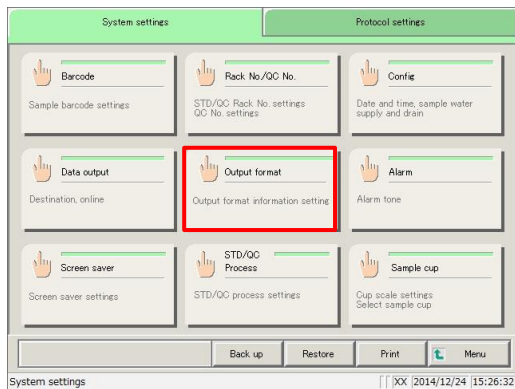 System settings
Protocol settings
Barcode
Sample barcode settings
Rack No./QC No.
STD/QC Rack No. settings
QC No. settings
Config
Date and time, sample water
supply and drain
Data output
Destination, online
Output format
Output format information setting
Alarm
Alarm tone
Screen saver
Screen saver settings
STD/QC
Process
STD/QC process settings
Sample cup
Cup scale settings
Select sample cup
Back up
Restore
Print
Menu
System settings
XX 2014/12/24 15:26:32